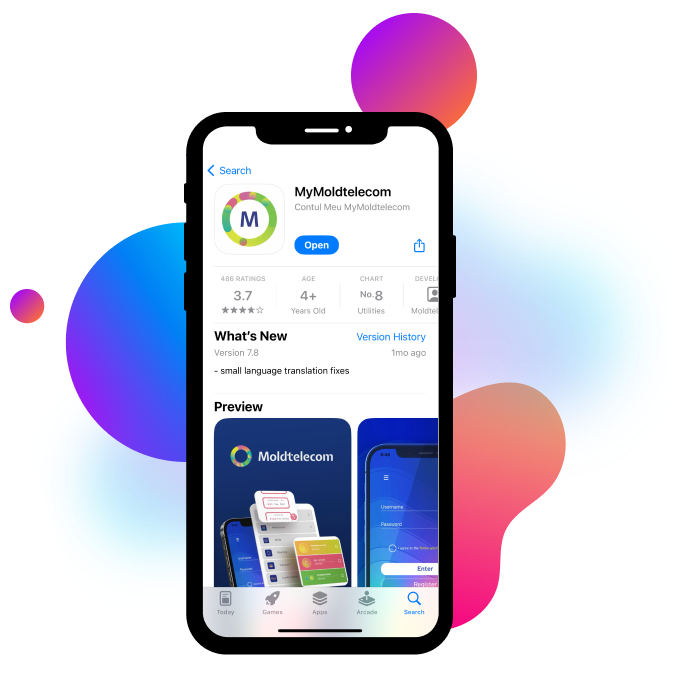 Search
MyMoldtelecom
Contul Meu MyMoldtelecom
M
Open
486 RATINGS
3.7
AGE
4+
Years Old
CHART
No.8
Utilities
DEVEL
Moldtel
What's New
Version History
Version 7.8
1mo ago
- small language translation fixes
Preview
Moldtelecom
Username
Password
Enter
Register
Today
Games
Apps
Arcade
Search